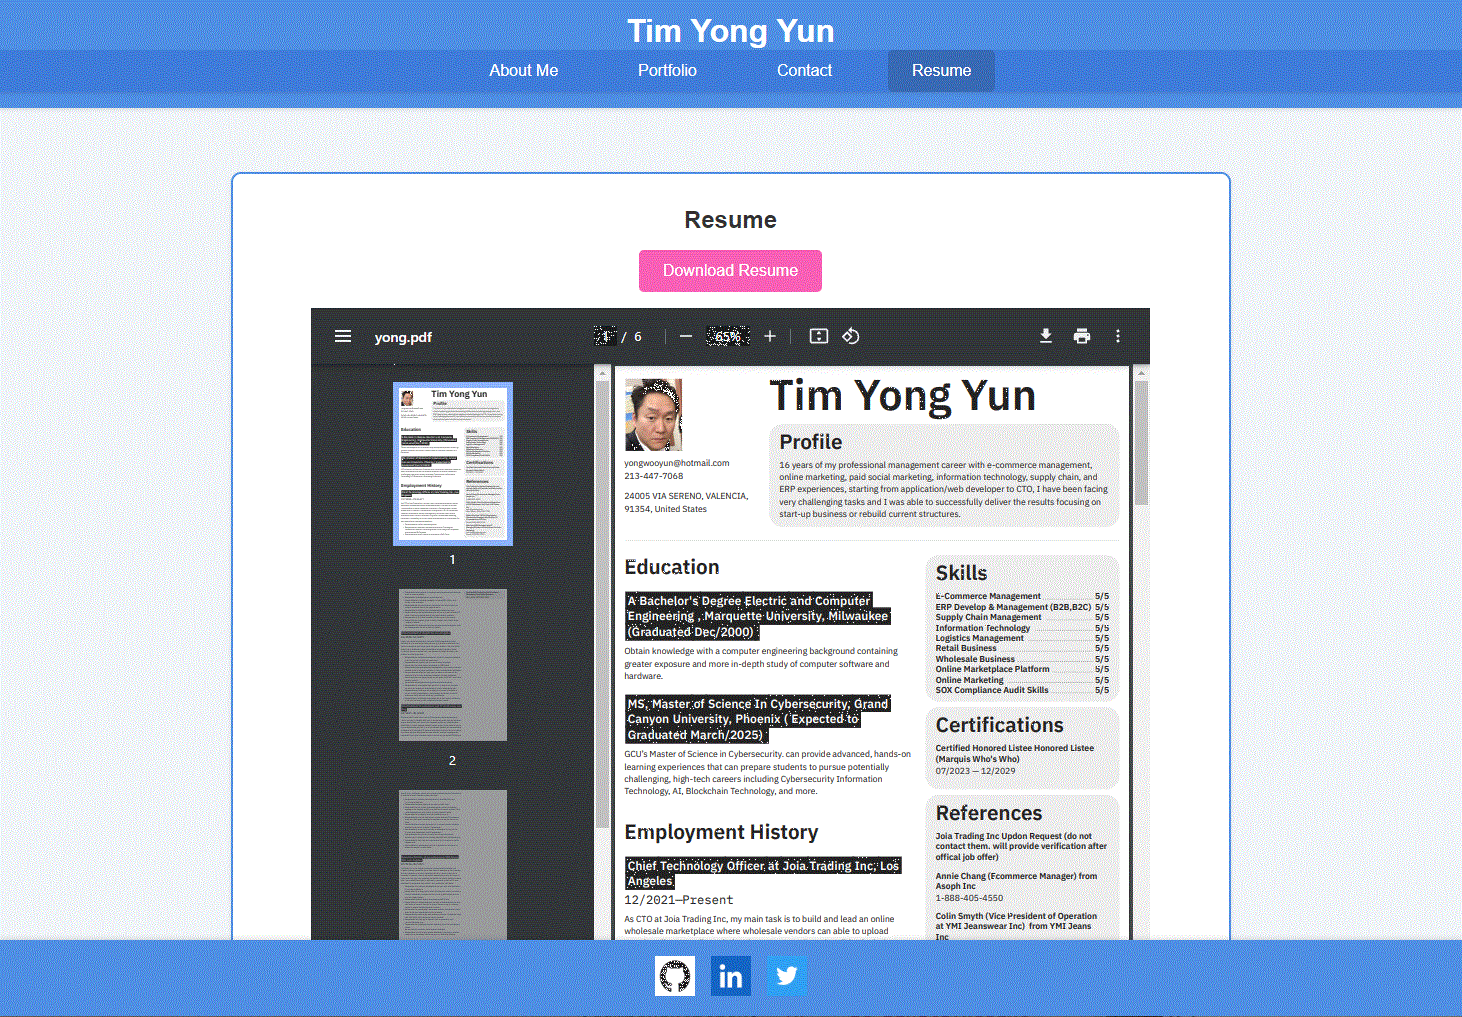 Tim Yong Yun
About Me
Portfolio
Contact
Resume
Resume
Download Resume
yong.pdf
1 / 6
65%
Tim Yong Yun
Profile
Education
Skills
Certifications
References
Employment History
1
2
Tim Yong Yun
yongwooyun@hotmail.com
213-447-7068
24005 VIA SERENO, VALENCIA,
91354, United States
Profile
16 years of my professional management career with e-commerce management,
online marketing, paid social marketing, information technology, supply chain, and
ERP experiences, starting from application/web developer to CTO, I have been facing
very challenging tasks and I was able to successfully deliver the results focusing on
start-up business or rebuild current structures.
Education
A Bachelor's Degree Electric and Computer
Engineering , Marquette University, Milwaukee
(Graduated Dec/2000)
Obtain knowledge with a computer engineering background containing
greater exposure and more in-depth study of computer software and
hardware.
MS, Master of Science In Cybersecurity, Grand
Canyon University, Phoenix ( Expected to
Graduated March/2025)
GCU's Master of Science in Cybersecurity. can provide advanced, hands-on
learning experiences that can prepare students to pursue potentially
challenging, high-tech careers including Cybersecurity Information
Technology, AI, Blockchain Technology, and more.
Employment History
Chief Technology Officer at Joia Trading Inc, Los
Angeles
12/2021—Present
As CTO at Joia Trading Inc, my main task is to build and lead an online
wholesale marketplace where wholesale vendors can able to upload
Skills
E-Commerce Management 5/5
ERP Develop & Management (B2B,B2C) 5/5
Supply Chain Management 5/5
Information Technology 5/5
Logistics Management 5/5
Retail Business 5/5
Wholesale Business 5/5
Online Marketplace Platform 5/5
Online Marketing 5/5
SOX Compliance Audit Skills 5/5
Certifications
Certified Honored Listee Honored Listee
(Marquis Who's Who)
07/2023 — 12/2029
References
Joia Trading Inc Updon Request (do not
contact them. will provide verification after
offical job offer)
Annie Chang (Ecommerce Manager) from
Asoph Inc
1-888-405-4550
Colin Smyth (Vice President of Operation
at YMI Jeanswear Inc) from YMI Jeans
Inc
in